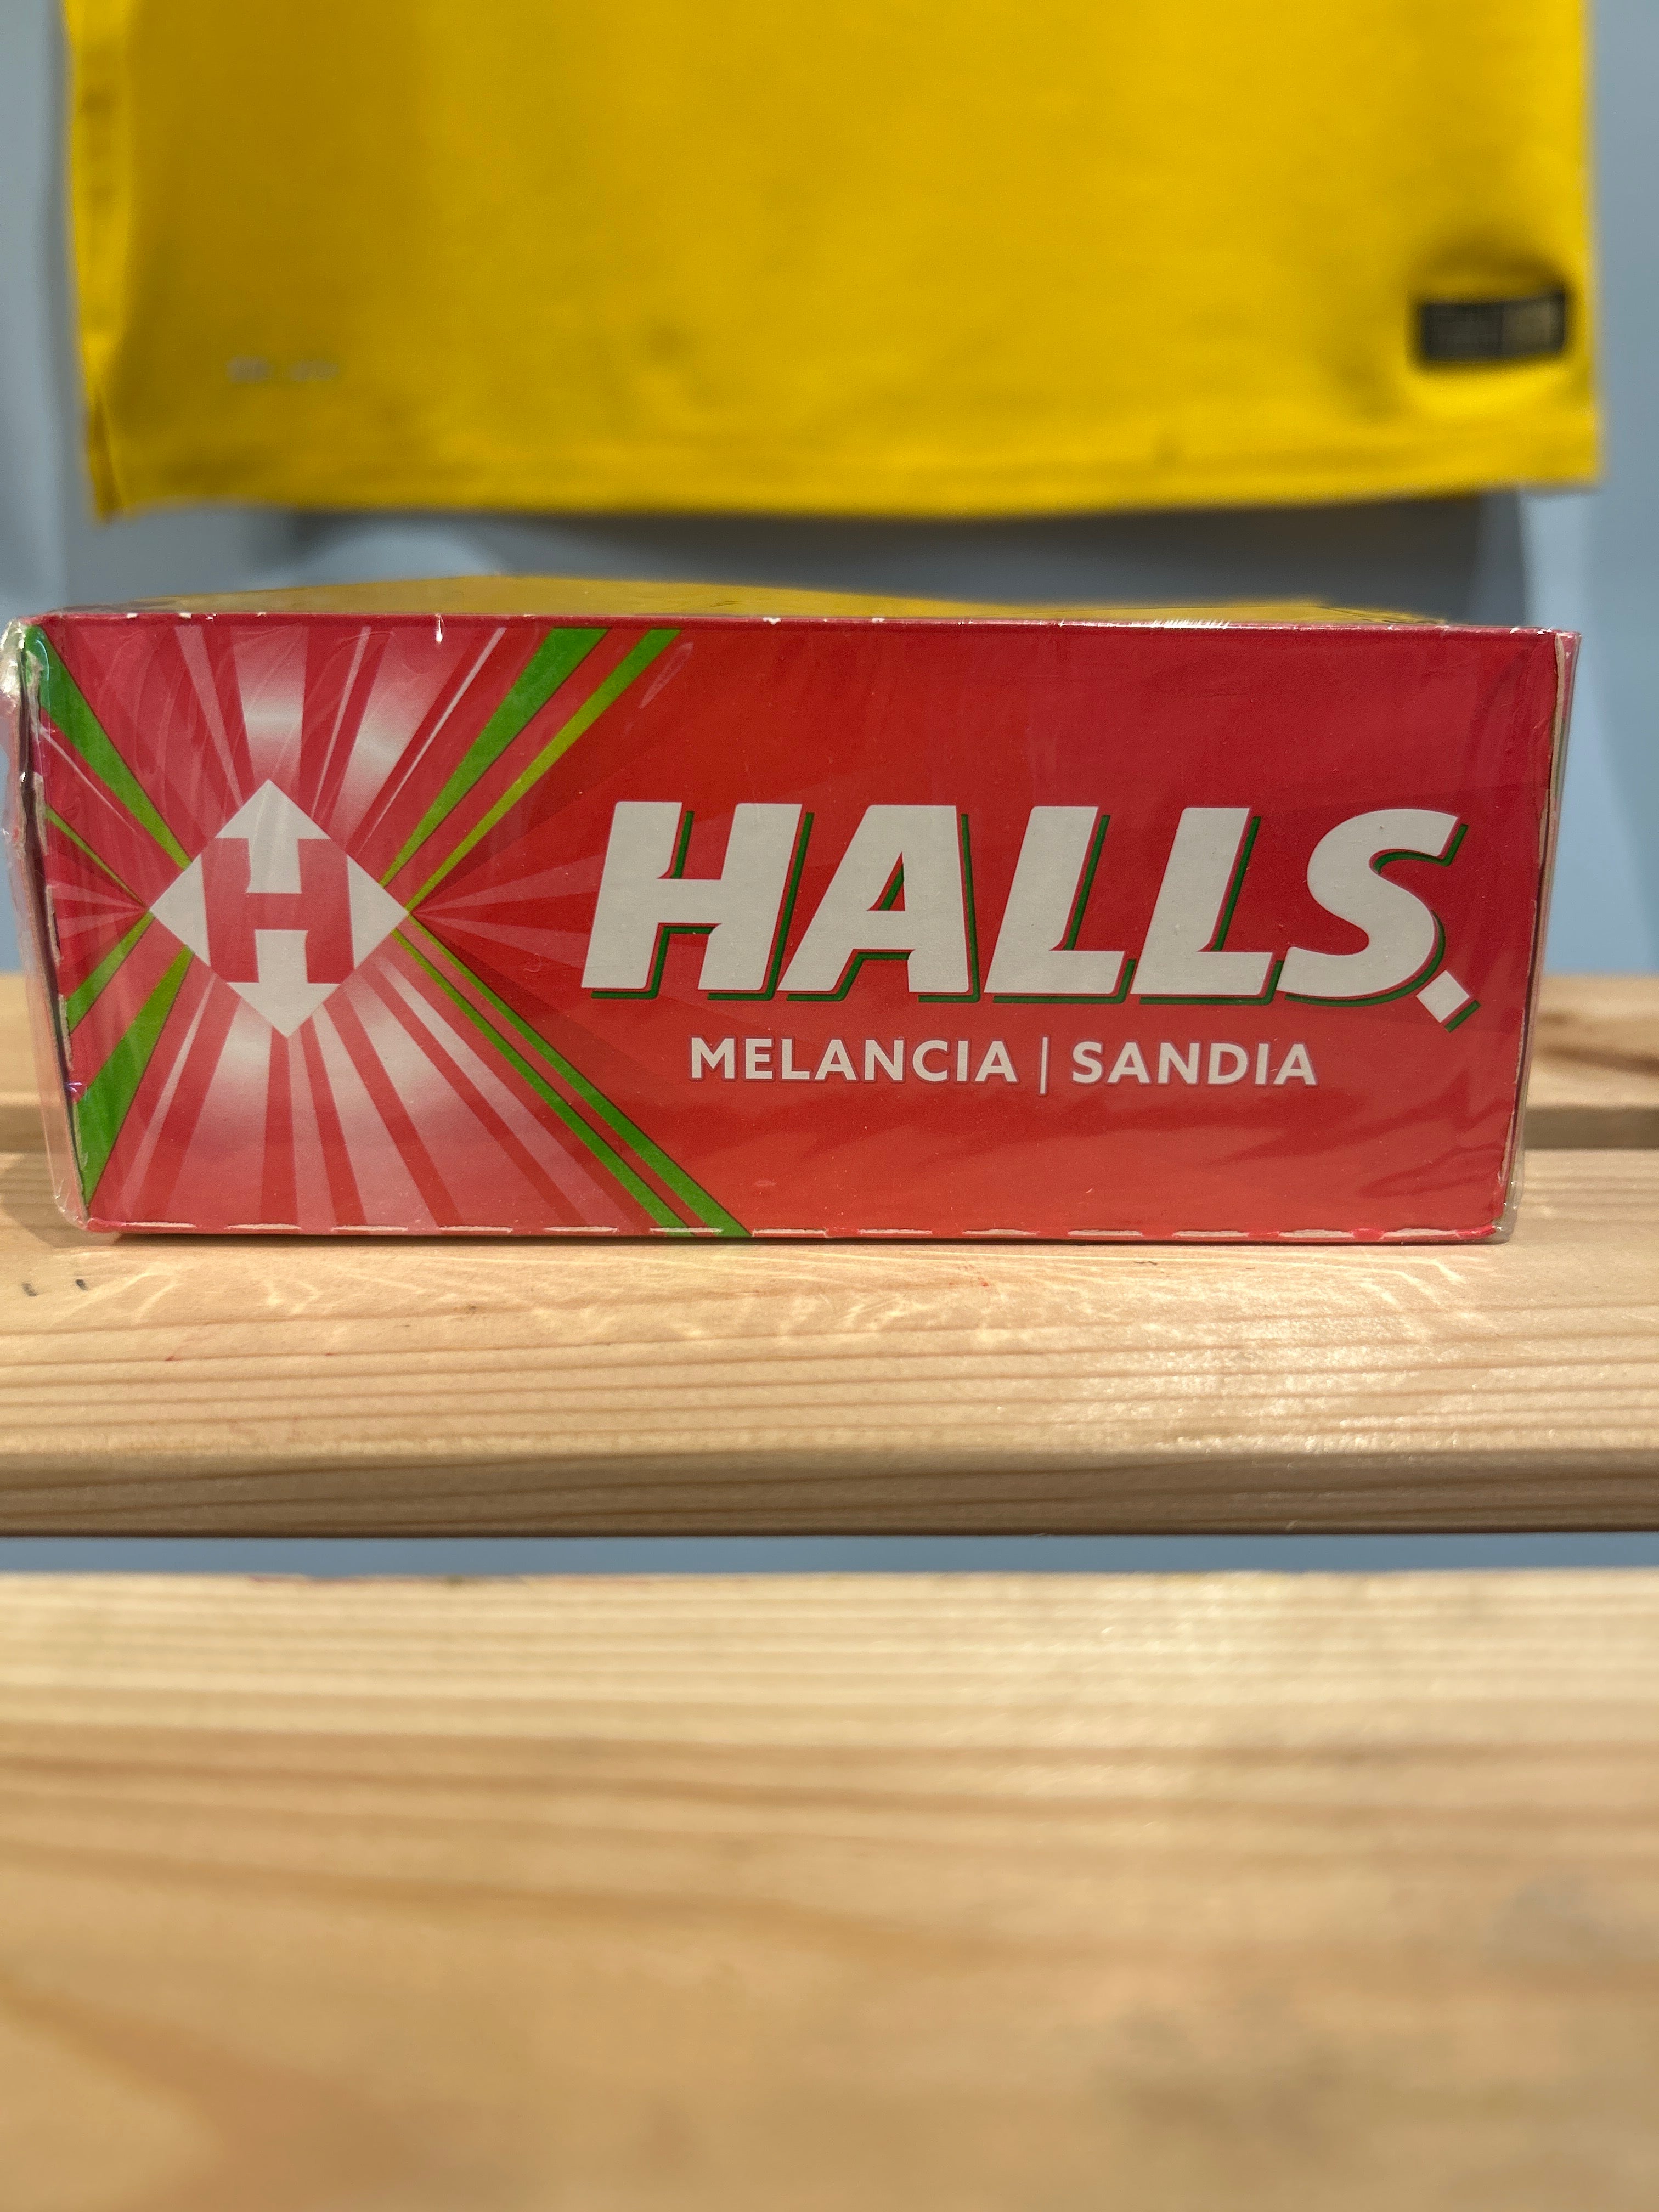 H
HALLS.
MELANCIA | SANDIA